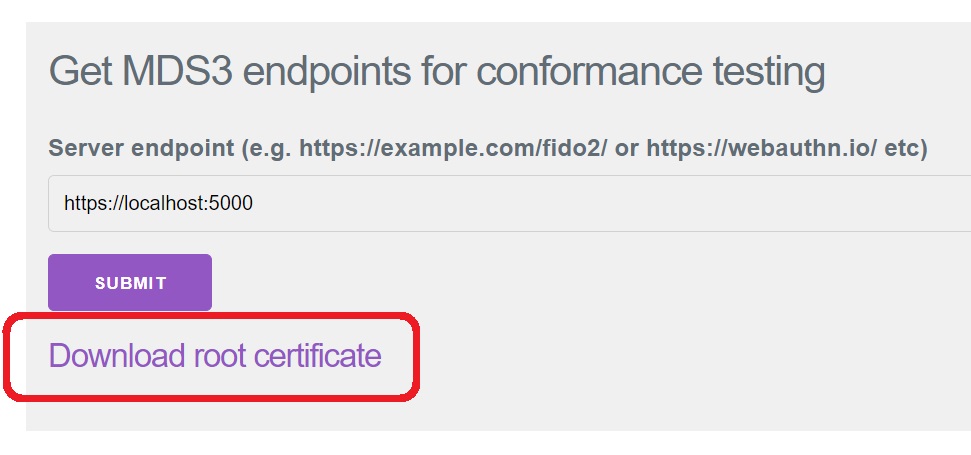 Get MDS3 endpoints for conformance testing
Server endpoint (e.g. https://example.com/fido2/ or https://webauthn.io/ etc)
https://localhost:5000
SUBMIT
Download root certificate